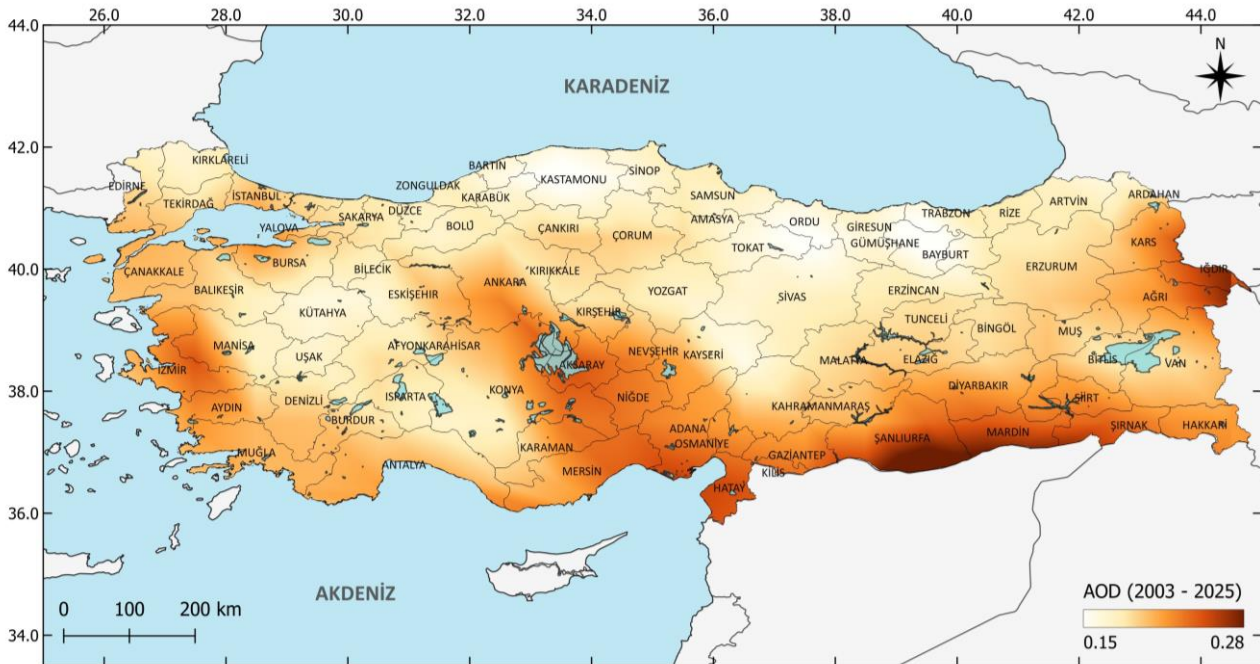 26.0 28.0 30.0 32.0 34.0 36.0 38.0 40.0 42.0 44.0
44.0
N
KARADENİZ
42.0
KIRKLARELİ
BARTIN
SİNOP
KASTAMONU
EDİRNE
ZONGULDAK
İSTANBUL
TEKİRDAĞ
KARABÜK
SAMSUN
ARDAHAN
ARTVİN
DÜZCE
SAKARYA
YALOVA
BOLU
ÇANKIRI
ÇORUM
AMASYA
ORDU
GİRESUN
TRABZON
RİZE
TOKAT
GÜMÜŞHANE
BAYBURT
KARS
40.0
ÇANAKKALE
BURSA
BİLECİK
ANKARA
KIRIKKALE
ERZURUM
IĞDIR
BALIKEŞİR
ESKİŞEHİR
YOZGAT
SİVAS
ERZİNCAN
AĞRI
KÜTAHYA
KIRŞEHİR
TUNCELİ
BİNGÖL
MUŞ
MANİSA
UŞAK
AFYONKARAHİSAR
AKSARAY
NEVŞEHİR
KAYSERİ
MALATYA
ELAZIĞ
BİTLİS
VAN
İZMİR
38.0
AYDIN
DENİZLİ
ISPARTA
KONYA
NİĞDE
KAHRAMANMARAŞ
DİYARBAKIR
SİİRT
BURDUR
ADANA
OSMANİYE
ŞANLIURFA
MARDİN
ŞIRNAK
HAKKARİ
MUĞLA
ANTALYA
KARAMAN
MERSİN
GAZİANTEP
KİLİS
HATAY
36.0
AKDENİZ
0 100 200 km
AOD (2003 - 2025)
0.15 0.28
34.0